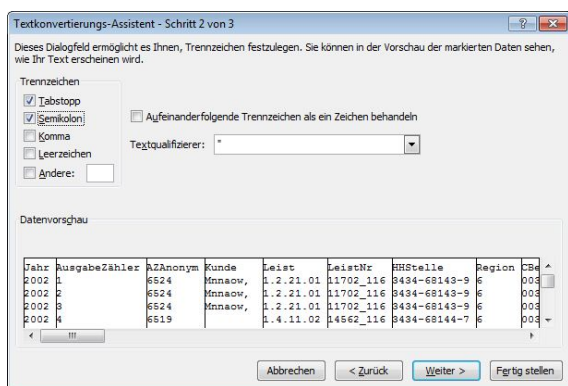 Textkonvertierungs-Assistent - Schritt 2 von 3
Dieses Dialogfeld ermöglicht es Ihnen, Trennzeichen festzulegen. Sie können in der Vorschau der markierten Daten sehen,
wie Ihr Text erscheinen wird.
Trennzeichen
Tabstopp
Semikolon
Komma
Leerzeichen
Andere:
Aufeinanderfolgende Trennzeichen als ein Zeichen behandeln
Textqualifizierer: "
Datenvorschau
Jahr AusgabeZähler AZAnonym Kunde Leist LeistNr HHStelle Region CBe
2002 1 6524 Mnnaow, 1.2.21.01 11702_116 3434-68143-9 6 003
2002 2 6524 Mnnaow, 1.2.21.01 11702_116 3434-68143-9 6 003
2002 3 6524 Mnnaow, 1.2.21.01 11702_116 3434-68143-9 6 003
2002 4 6519 1.4.11.02 14562_116 3434-68144-7 6 003
Abbrechen < Zurück Weiter > Fertig stellen